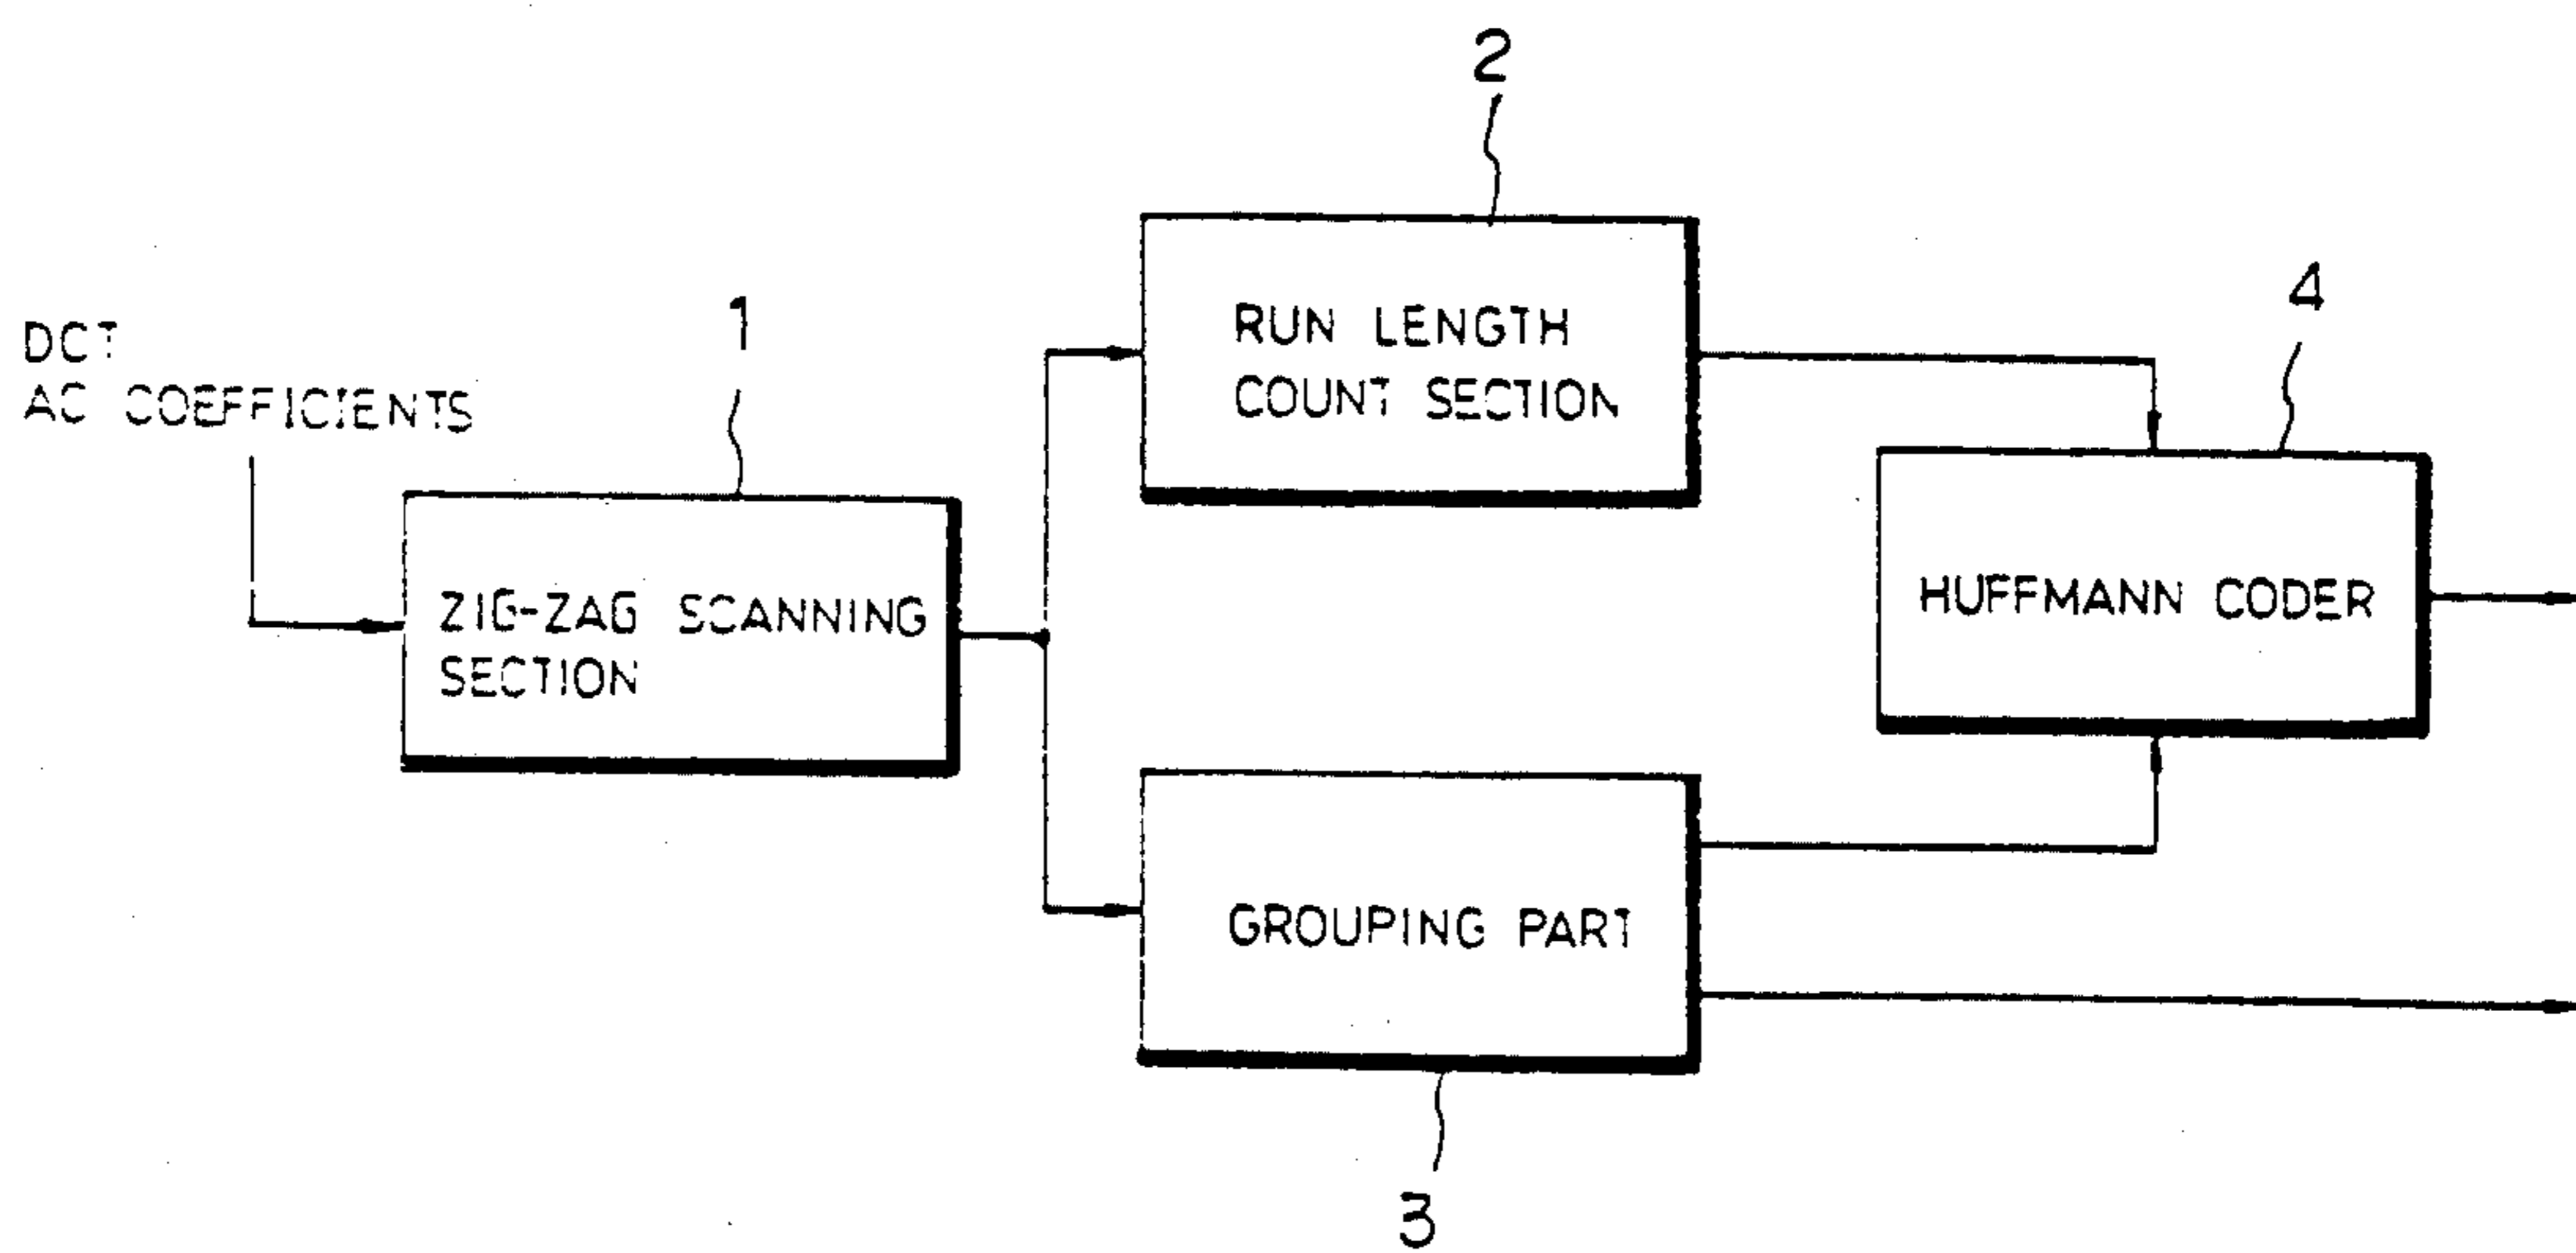 2
DCT
AC COEFFICIENTS
1
RUN LENGTH
COUNT SECTION
4
ZIG-ZAG SCANNING
SECTION
HUFFMANN CODER
GROUPING PART
3